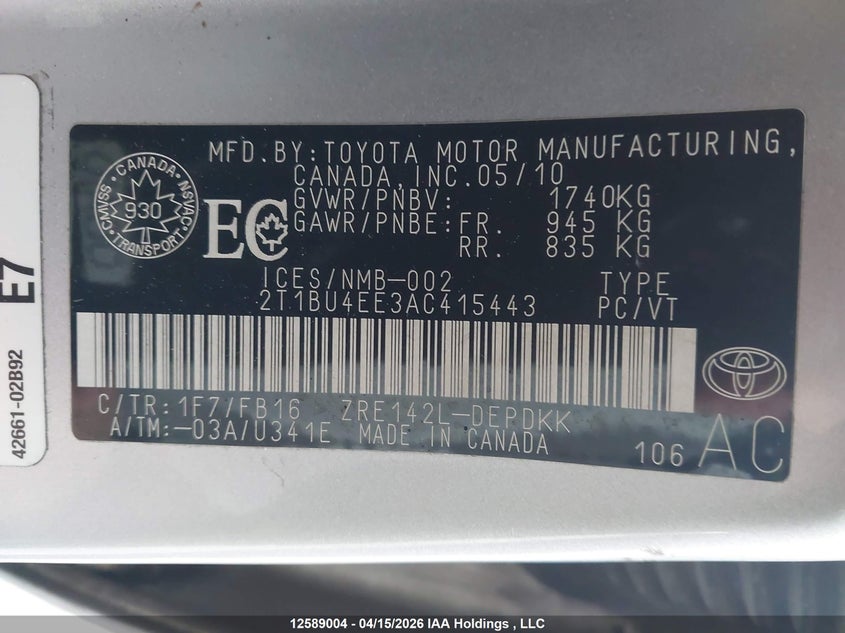 MFD.BY:TOYOTA MOTOR MANUFACTURING,
CANADA, INC.05/10
GVWR/PNBV: 1740KG
GAWR/PNBE:FR. 945 KG
RR. 835 KG
CANADA
CMVSS
NSVAC
930
TRANSPORT
EC
ICES/NMB-002 TYPE
2T1BU4EE3AC415443 PC/VT
C/TR:1F7/FB16 ZRE142L-DEPDKK
A/TM:-03A/U341E MADE IN CANADA
106 AC
E7
42661-02B92
12589004 - 04/15/2026 IAA Holdings , LLC